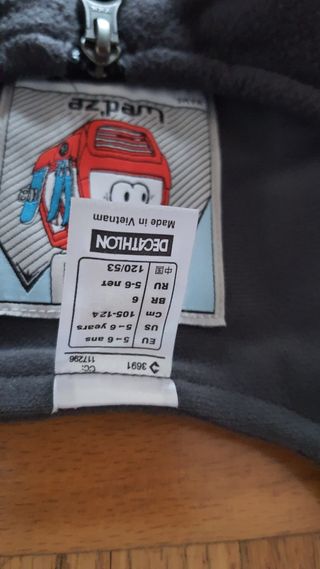 3691 CC:
117296
EU 5→6 ans
US 5→6 years
Cm 105-124
BR 6
RU 5-6 лет
中国 120/53
DECATHLON
Made in Vietnam
wed'ze